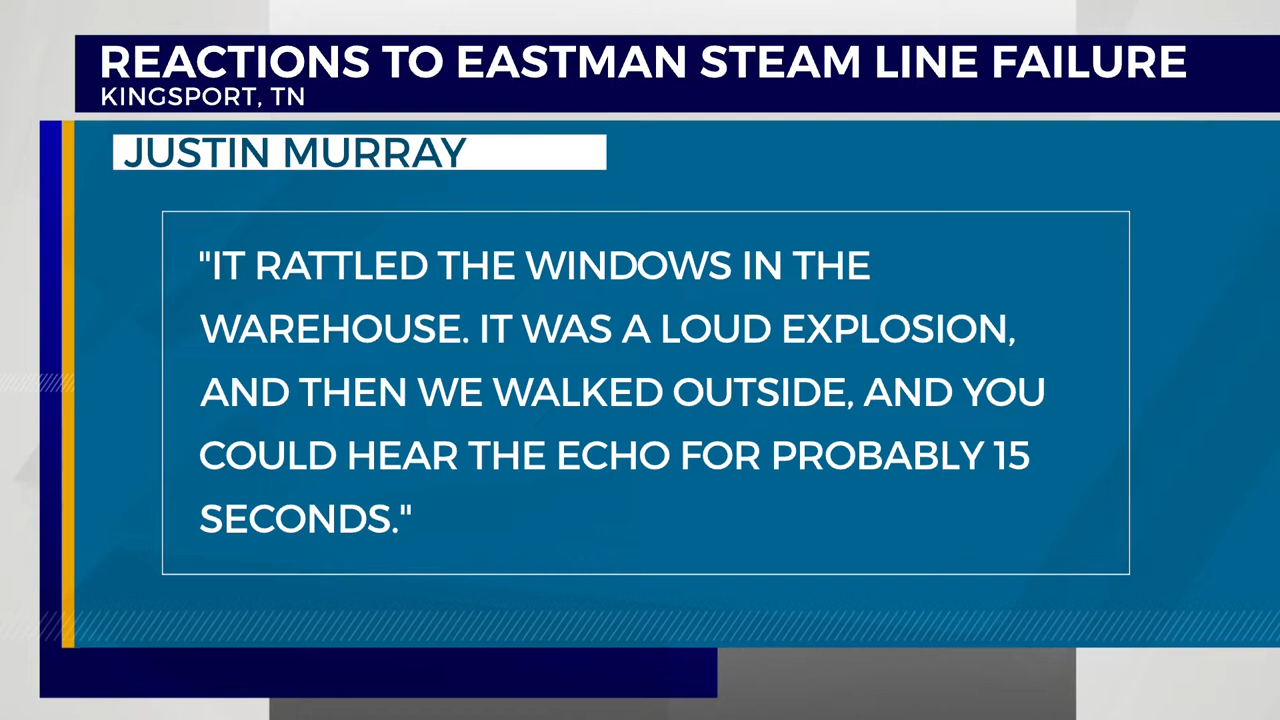 REACTIONS TO EASTMAN STEAM LINE FAILURE
KINGSPORT, TN
JUSTIN MURRAY
"IT RATTLED THE WINDOWS IN THE
WAREHOUSE. IT WAS A LOUD EXPLOSION,
AND THEN WE WALKED OUTSIDE, AND YOU
COULD HEAR THE ECHO FOR PROBABLY 15
SECONDS."